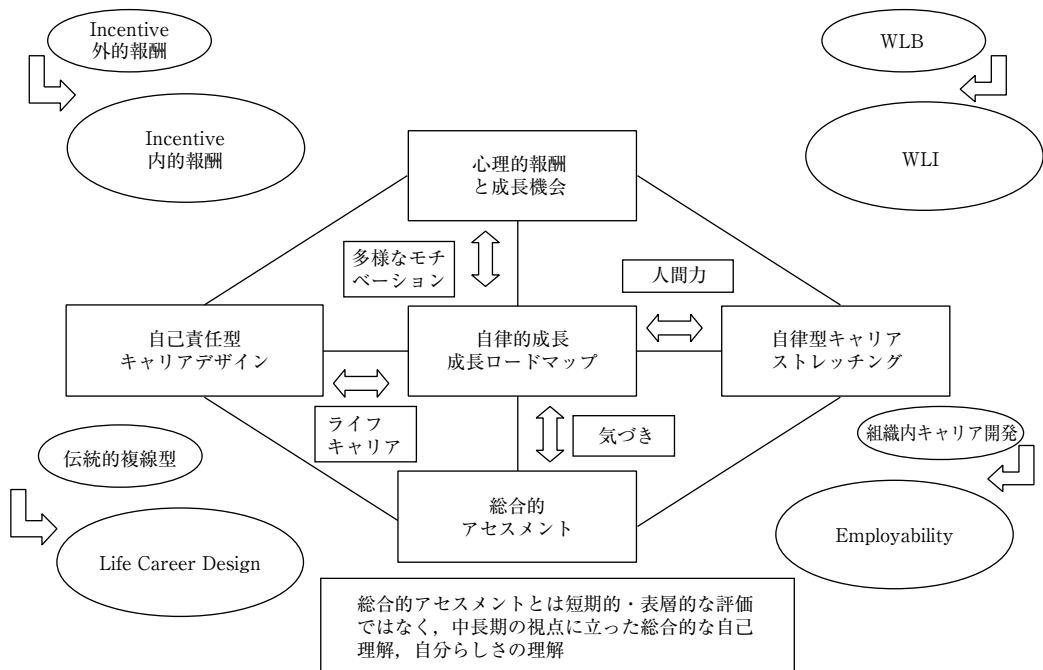 Incentive
外的報酬
WLB
Incentive
内的報酬
WLI
心理的報酬
と成長機会
多様なモチ
ベーション
人間力
自己責任型
キャリアデザイン
自律的成長
成長ロードマップ
自律型キャリア
ストレッチング
ライフ
キャリア
気づき
組織内キャリア開発
伝統的複線型
総合的
アセスメント
Life Career Design
Employability
総合的アセスメントとは短期的・表層的な評価
ではなく，中長期の視点に立った総合的な自己
理解，自分らしさの理解